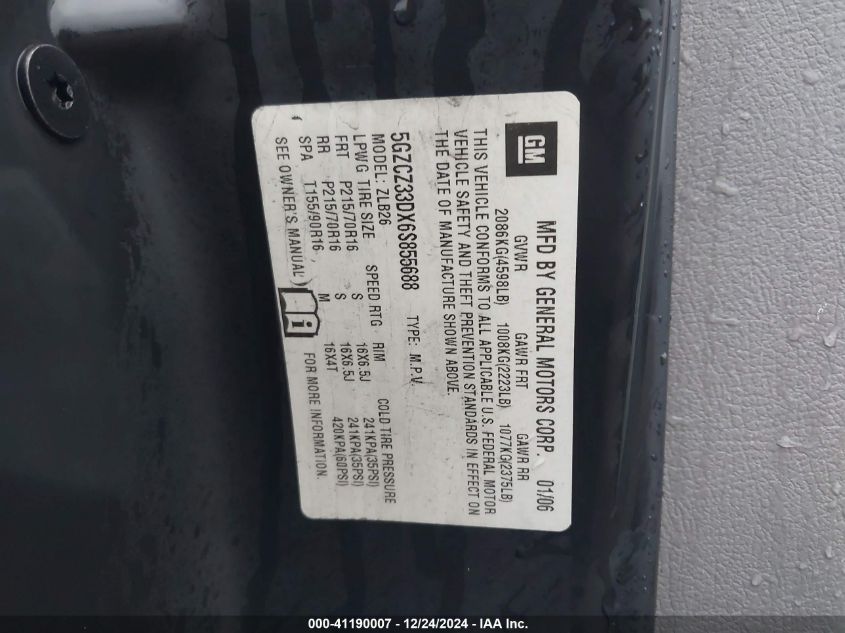 GM
MFD BY GENERAL MOTORS CORP. 01/06
GVWR GAWR FRT GAWR RR
2086KG(4598LB) 1008KG(2223LB) 1077KG(2375LB)
THIS VEHICLE CONFORMS TO ALL APPLICABLE U.S. FEDERAL MOTOR
VEHICLE SAFETY AND THEFT PREVENTION STANDARDS IN EFFECT ON
THE DATE OF MANUFACTURE SHOWN ABOVE.
5GZCZ33DX6S855688 TYPE: M.P.V.
MODEL: ZLB26
LPWG TIRE SIZE SPEED RTG RIM COLD TIRE PRESSURE
FRT P215/70R16 S 16X6.5J 241KPA(35PSI)
RR P215/70R16 S 16X6.5J 241KPA(35PSI)
SPA T155/90R16 M 16X4T 420KPA(60PSI)
SEE OWNER'S MANUAL FOR MORE INFORMATION.
000-41190007 - 12/24/2024 - IAA Inc.